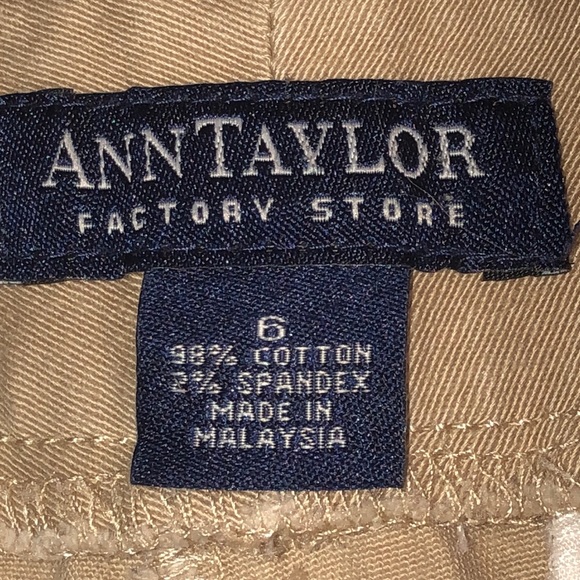 ANNTAYLOR
FACTORY STORE
6
98% COTTON
2% SPANDEX
MADE IN
MALAYSIA